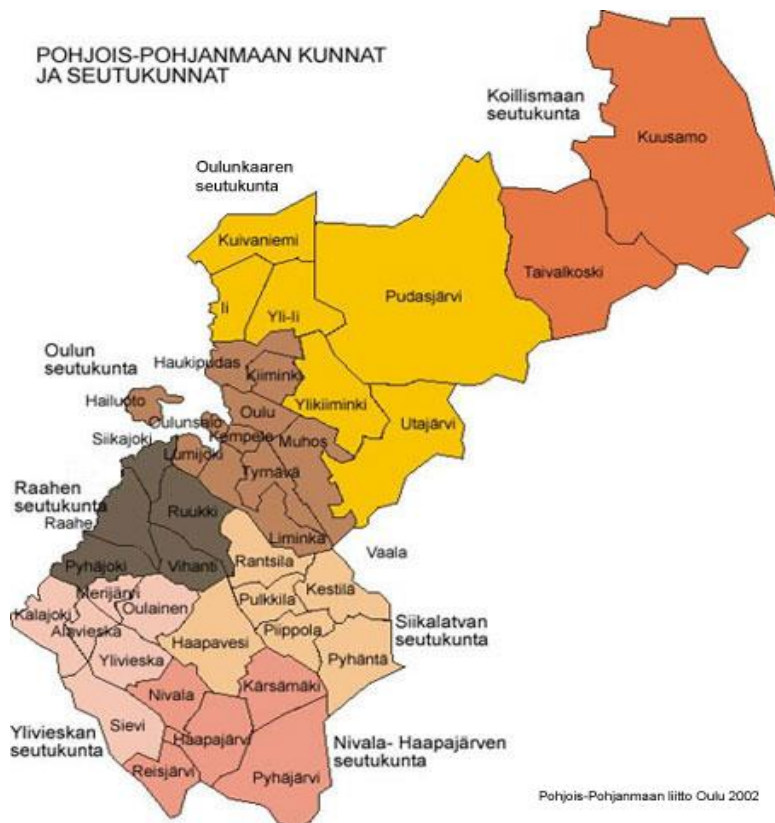 POHJOIS-POHJANMAAN KUNNAT
JA SEUTUKUNNAT
Koillismaan
seutukunta
Kuusamo
Oulunkaaren
seutukunta
Kuivaniemi
Taivalkoski
Pudasjärvi
Ii
Yli-Ii
Oulun
seutukunta
Haukipudas
Kiiminki
Hailuoto
Oulu
Ylikiiminki
Utajärvi
Oulunsalo
Kempele
Muhos
Siikajoki
Lumijoki
Tyrnävä
Raahen
seutukunta
Raahe
Ruukki
Liminka
Vaala
Pyhäjoki
Vihanti
Rantsila
Kestilä
Merijärvi
Oulainen
Pulkkila
Kalajoki
Alavieska
Piippola
Siikalatvan
seutukunta
Haapavesi
Pyhäntä
Ylivieska
Nivala
Kärsämäki
Sievi
Ylivieskan
seutukunta
Haapajärvi
Nivala- Haapajärven
seutukunta
Reisjärvi
Pyhäjärvi
Pohjois-Pohjanmaan liitto Oulu 2002